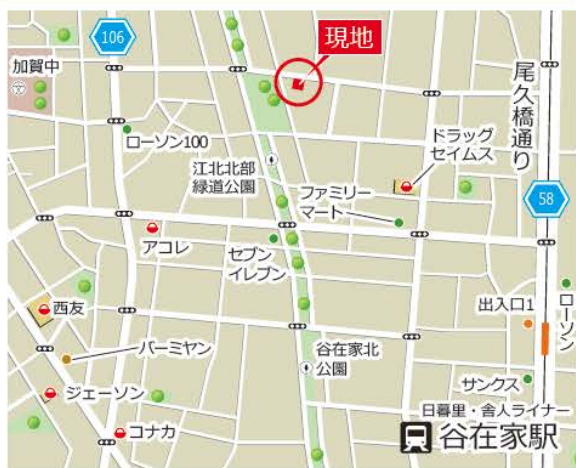 106
現地
加賀中
文
ローソン100
江北北部
緑道公園
ドラッグ
セイムス
尾久橋通り
58
ファミリー
マート
アコレ
セブン
イレブン
西友
バーミヤン
谷在家北
公園
出入口1
ローソン
ジェーソン
サンクス
コナカ
日暮里・舎人ライナー
谷在家駅